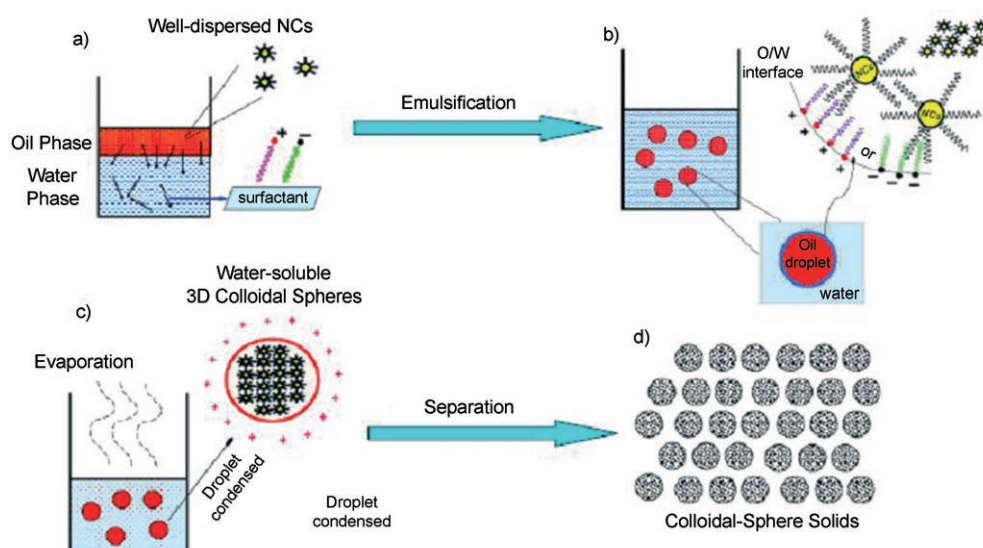 a)
Well-dispersed NCs
Oil Phase
Water
Phase
+
−
surfactant
Emulsification
b)
O/W
interface
NCs
NCs
+
+
+
+
or
−
−
−
Oil
droplet
water
c)
Evaporation
Water-soluble
3D Colloidal Spheres
Droplet
condensed
Droplet
condensed
Separation
d)
Colloidal-Sphere Solids